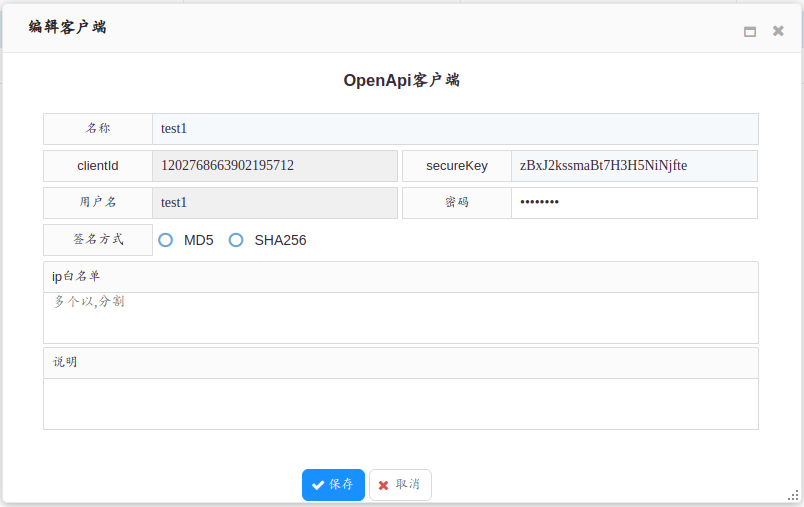 编辑客户端
OpenApi客户端
名称 test1
clientId 1202768663902195712 secureKey zBxJ2kssmaBt7H3H5NiNjfte
用户名 test1 密码 ••••••••
签名方式 MD5 SHA256
ip白名单
多个以,分割
说明
保存 取消